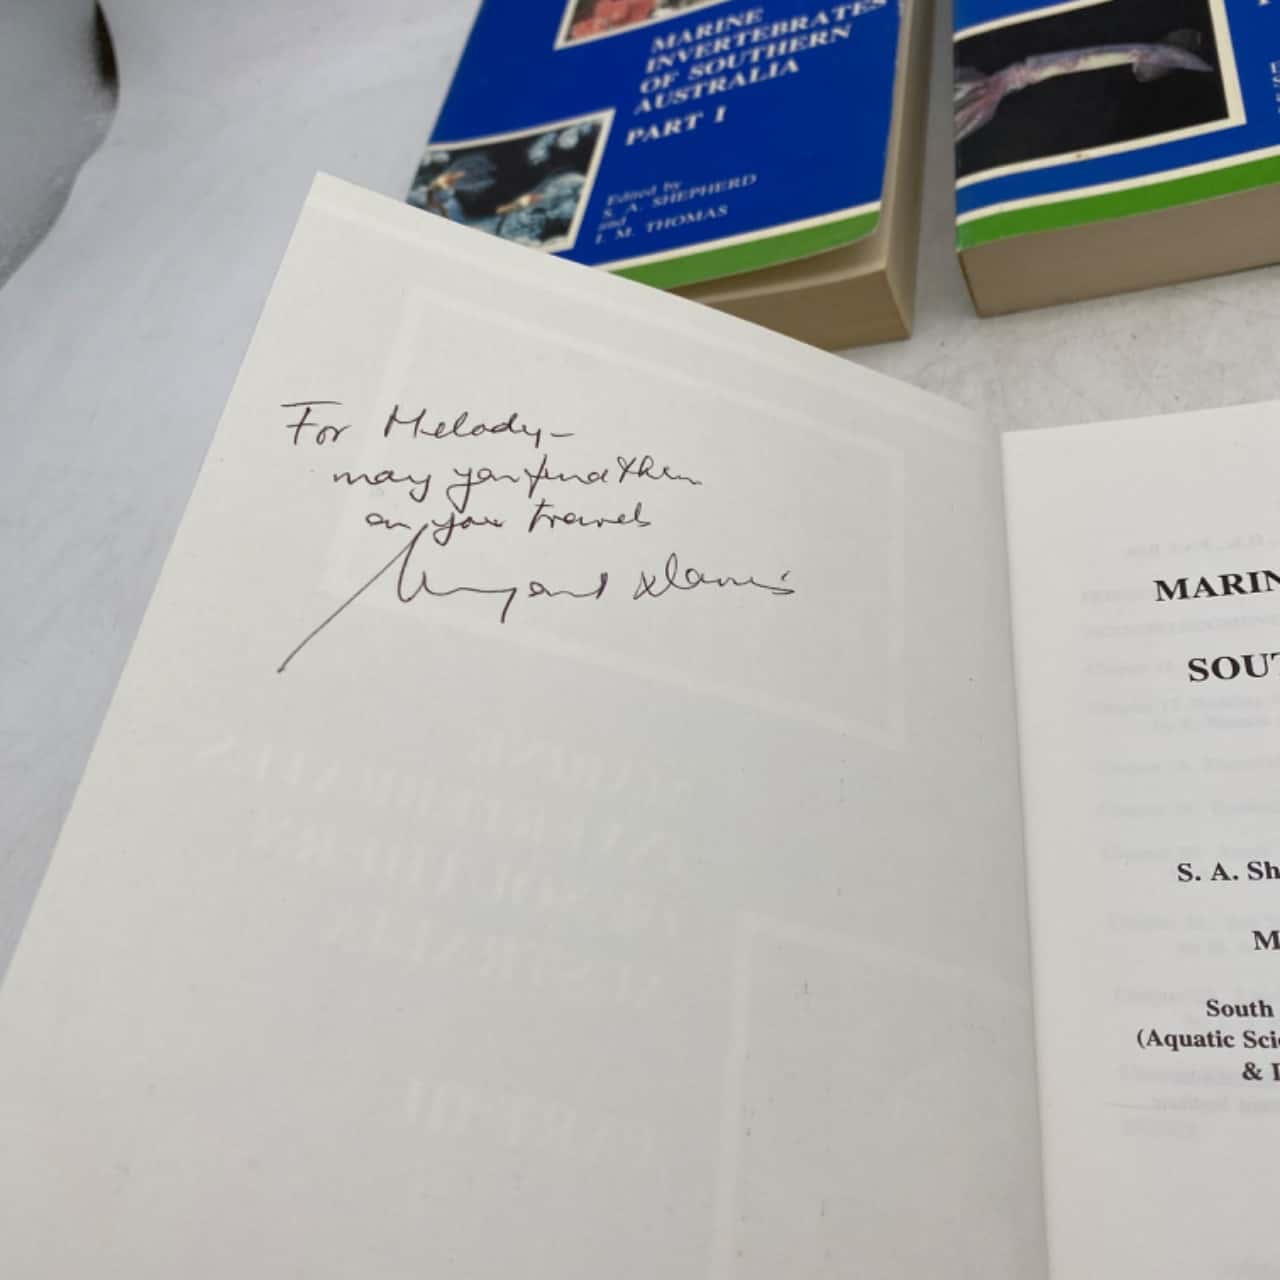 MARINE
INVERTEBRATES
OF SOUTHERN
AUSTRALIA
PART I
Edited by
S. A. SHEPHERD
and
I. M. THOMAS
For Melody-
may you find them
on your travels
Davies
MARIN
SOUT
S. A. Sh
M
South
(Aquatic Sci
& D